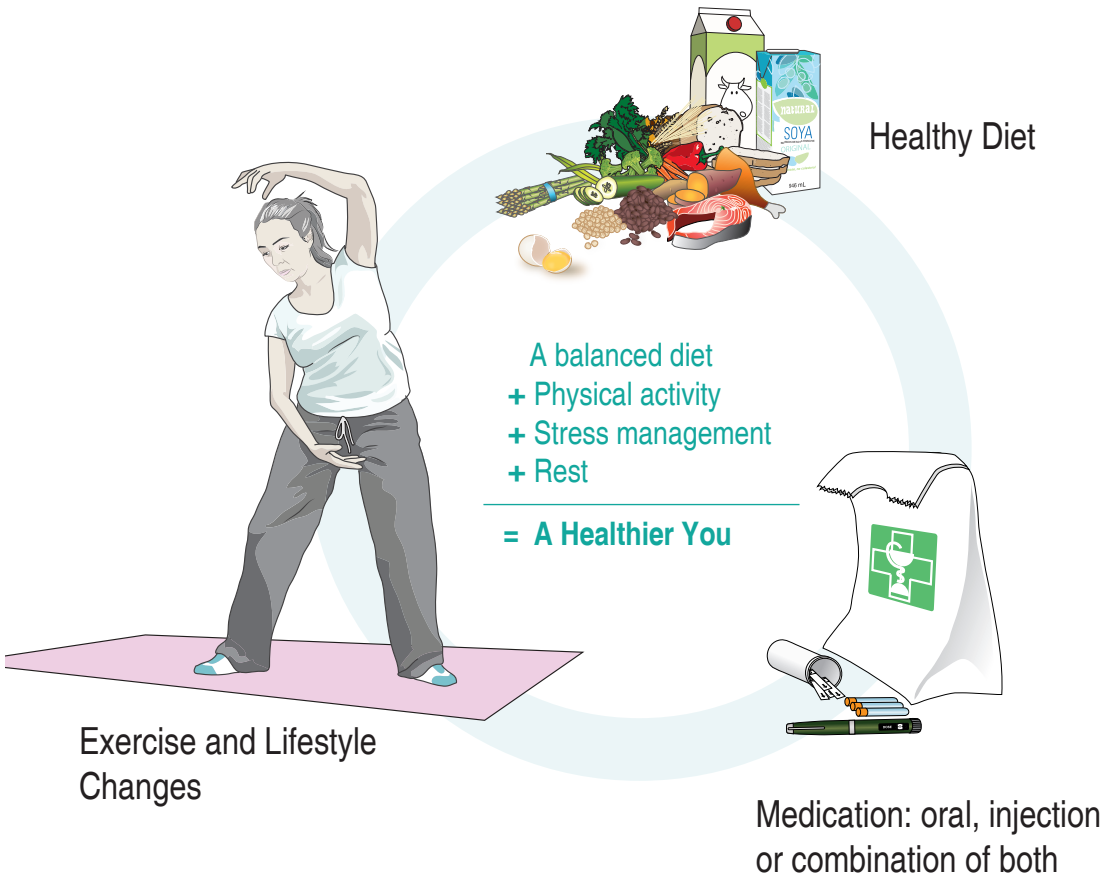 Healthy Diet
NATURAL
SOYA
ORIGINAL
946 mL
A balanced diet
+ Physical activity
+ Stress management
+ Rest
= A Healthier You
Exercise and Lifestyle
Changes
Medication: oral, injection
or combination of both